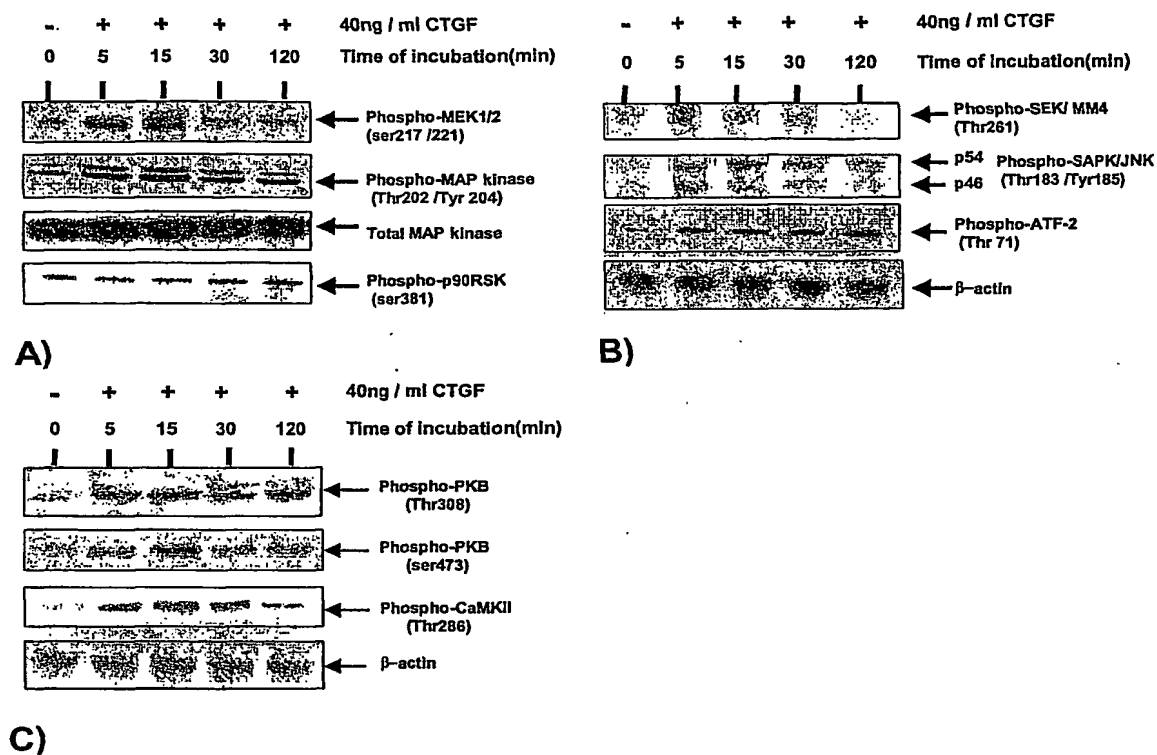 - + + + + 40ng / ml CTGF
0 5 15 30 120 Time of incubation(min)
Phospho-MEK1/2
(ser217 /221)
Phospho-MAP kinase
(Thr202 /Tyr 204)
Total MAP kinase
Phospho-p90RSK
(ser381)
A)
- + + + + 40ng / ml CTGF
0 5 15 30 120 Time of incubation(min)
Phospho-SEK/ MM4
(Thr261)
p54 Phospho-SAPK/JNK
p46 (Thr183 /Tyr185)
Phospho-ATF-2
(Thr 71)
β-actin
B)
- + + + + 40ng / ml CTGF
0 5 15 30 120 Time of incubation(min)
Phospho-PKB
(Thr308)
Phospho-PKB
(ser473)
Phospho-CaMKII
(Thr286)
β-actin
C)